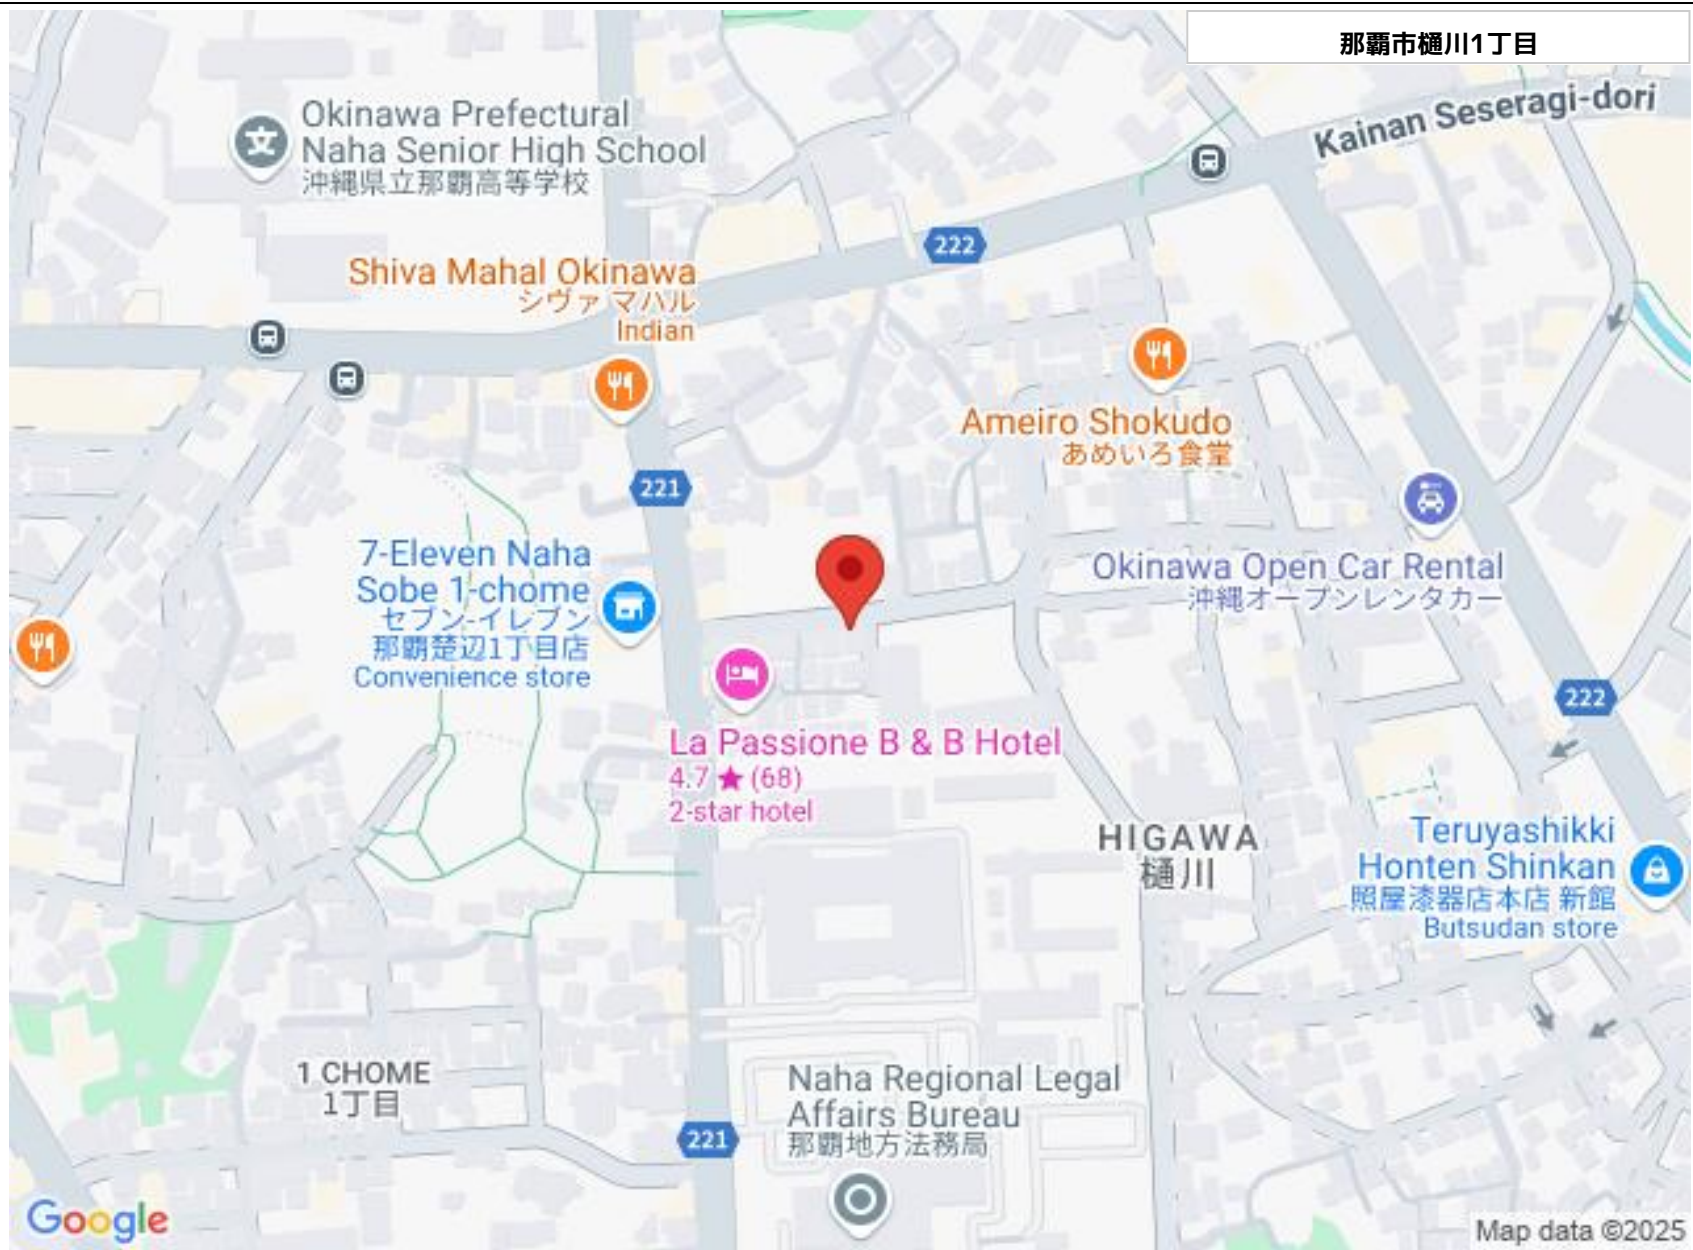 那覇市樋川1丁目
Kainan Seseragi-dori
Okinawa Prefectural
Naha Senior High School
沖縄県立那覇高等学校
222
Shiva Mahal Okinawa
シヴァ マハル
Indian
Ameiro Shokudo
あめいろ食堂
221
7-Eleven Naha
Sobe 1-chome
セブン-イレブン
那覇楚辺1丁目店
Convenience store
Okinawa Open Car Rental
沖縄オープンレンタカー
222
La Passione B & B Hotel
4.7 ★ (68)
2-star hotel
HIGAWA
樋川
Teruyashikki
Honten Shinkan
照屋漆器店本店 新館
Butsudan store
1 CHOME
1丁目
Naha Regional Legal
Affairs Bureau
那覇地方法務局
221
Google
Map data ©2025
文